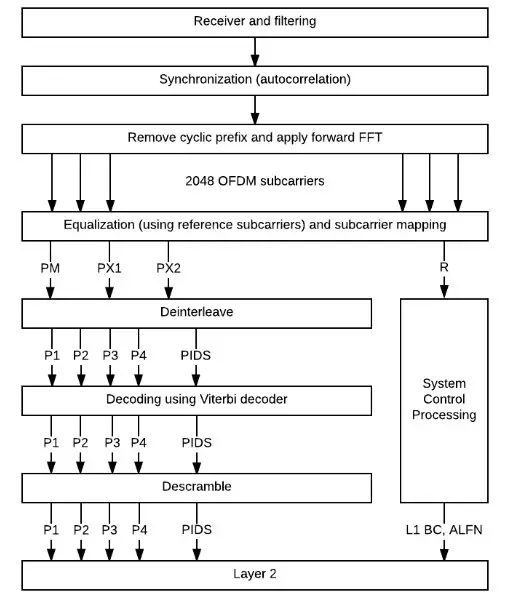 Receiver and filtering
Synchronization (autocorrelation)
Remove cyclic prefix and apply forward FFT
2048 OFDM subcarriers
Equalization (using reference subcarriers) and subcarrier mapping
PM PX1 PX2 R
Deinterleave
P1 P2 P3 P4 PIDS
Decoding using Viterbi decoder
System
Control
Processing
P1 P2 P3 P4 PIDS
Descramble
P1 P2 P3 P4 PIDS L1 BC, ALFN
Layer 2